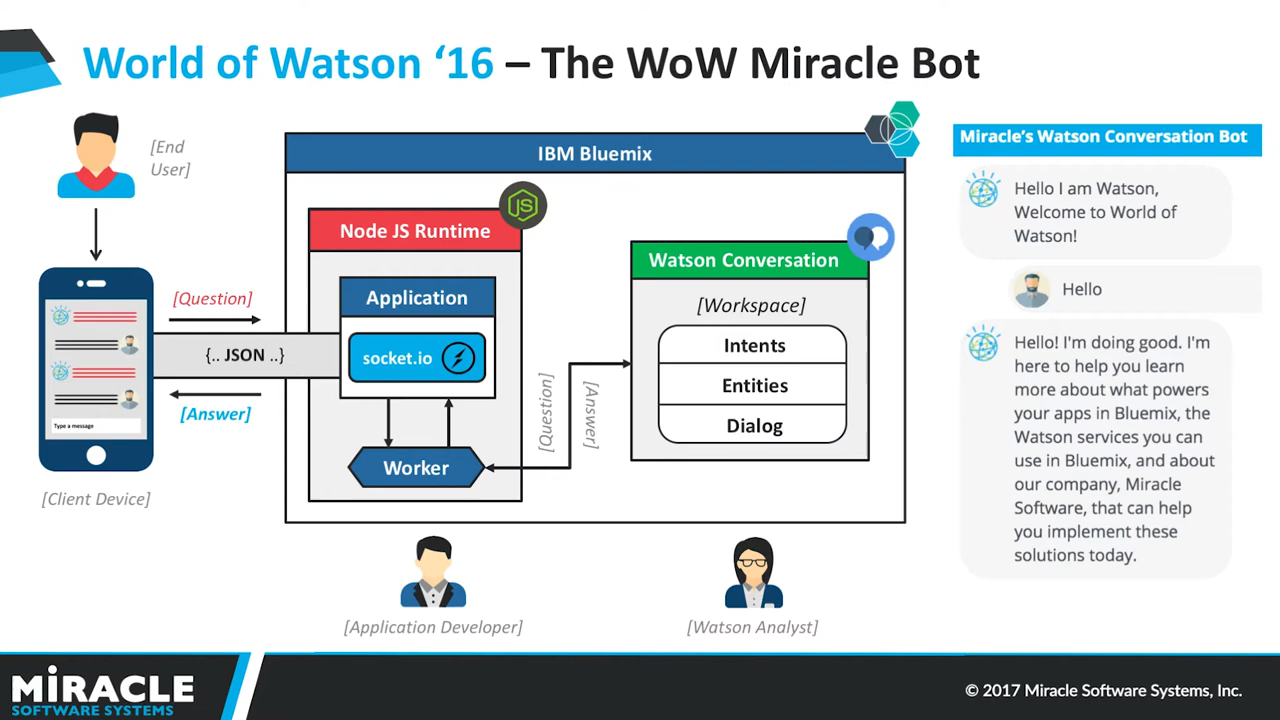 World of Watson ‘16 – The WoW Miracle Bot
[End
User]
[Client Device]
Type a message
[Question]
{.. JSON ..}
[Answer]
IBM Bluemix
JS
Node JS Runtime
Application
socket.io
Worker
[Question]
[Answer]
Watson Conversation
[Workspace]
Intents
Entities
Dialog
[Application Developer]
[Watson Analyst]
Miracle’s Watson Conversation Bot
Hello I am Watson,
Welcome to World of
Watson!
Hello
Hello! I'm doing good. I'm
here to help you learn
more about what powers
your apps in Bluemix, the
Watson services you can
use in Bluemix, and about
our company, Miracle
Software, that can help
you implement these
solutions today.
MiRACLE
SOFTWARE SYSTEMS
© 2017 Miracle Software Systems, Inc.